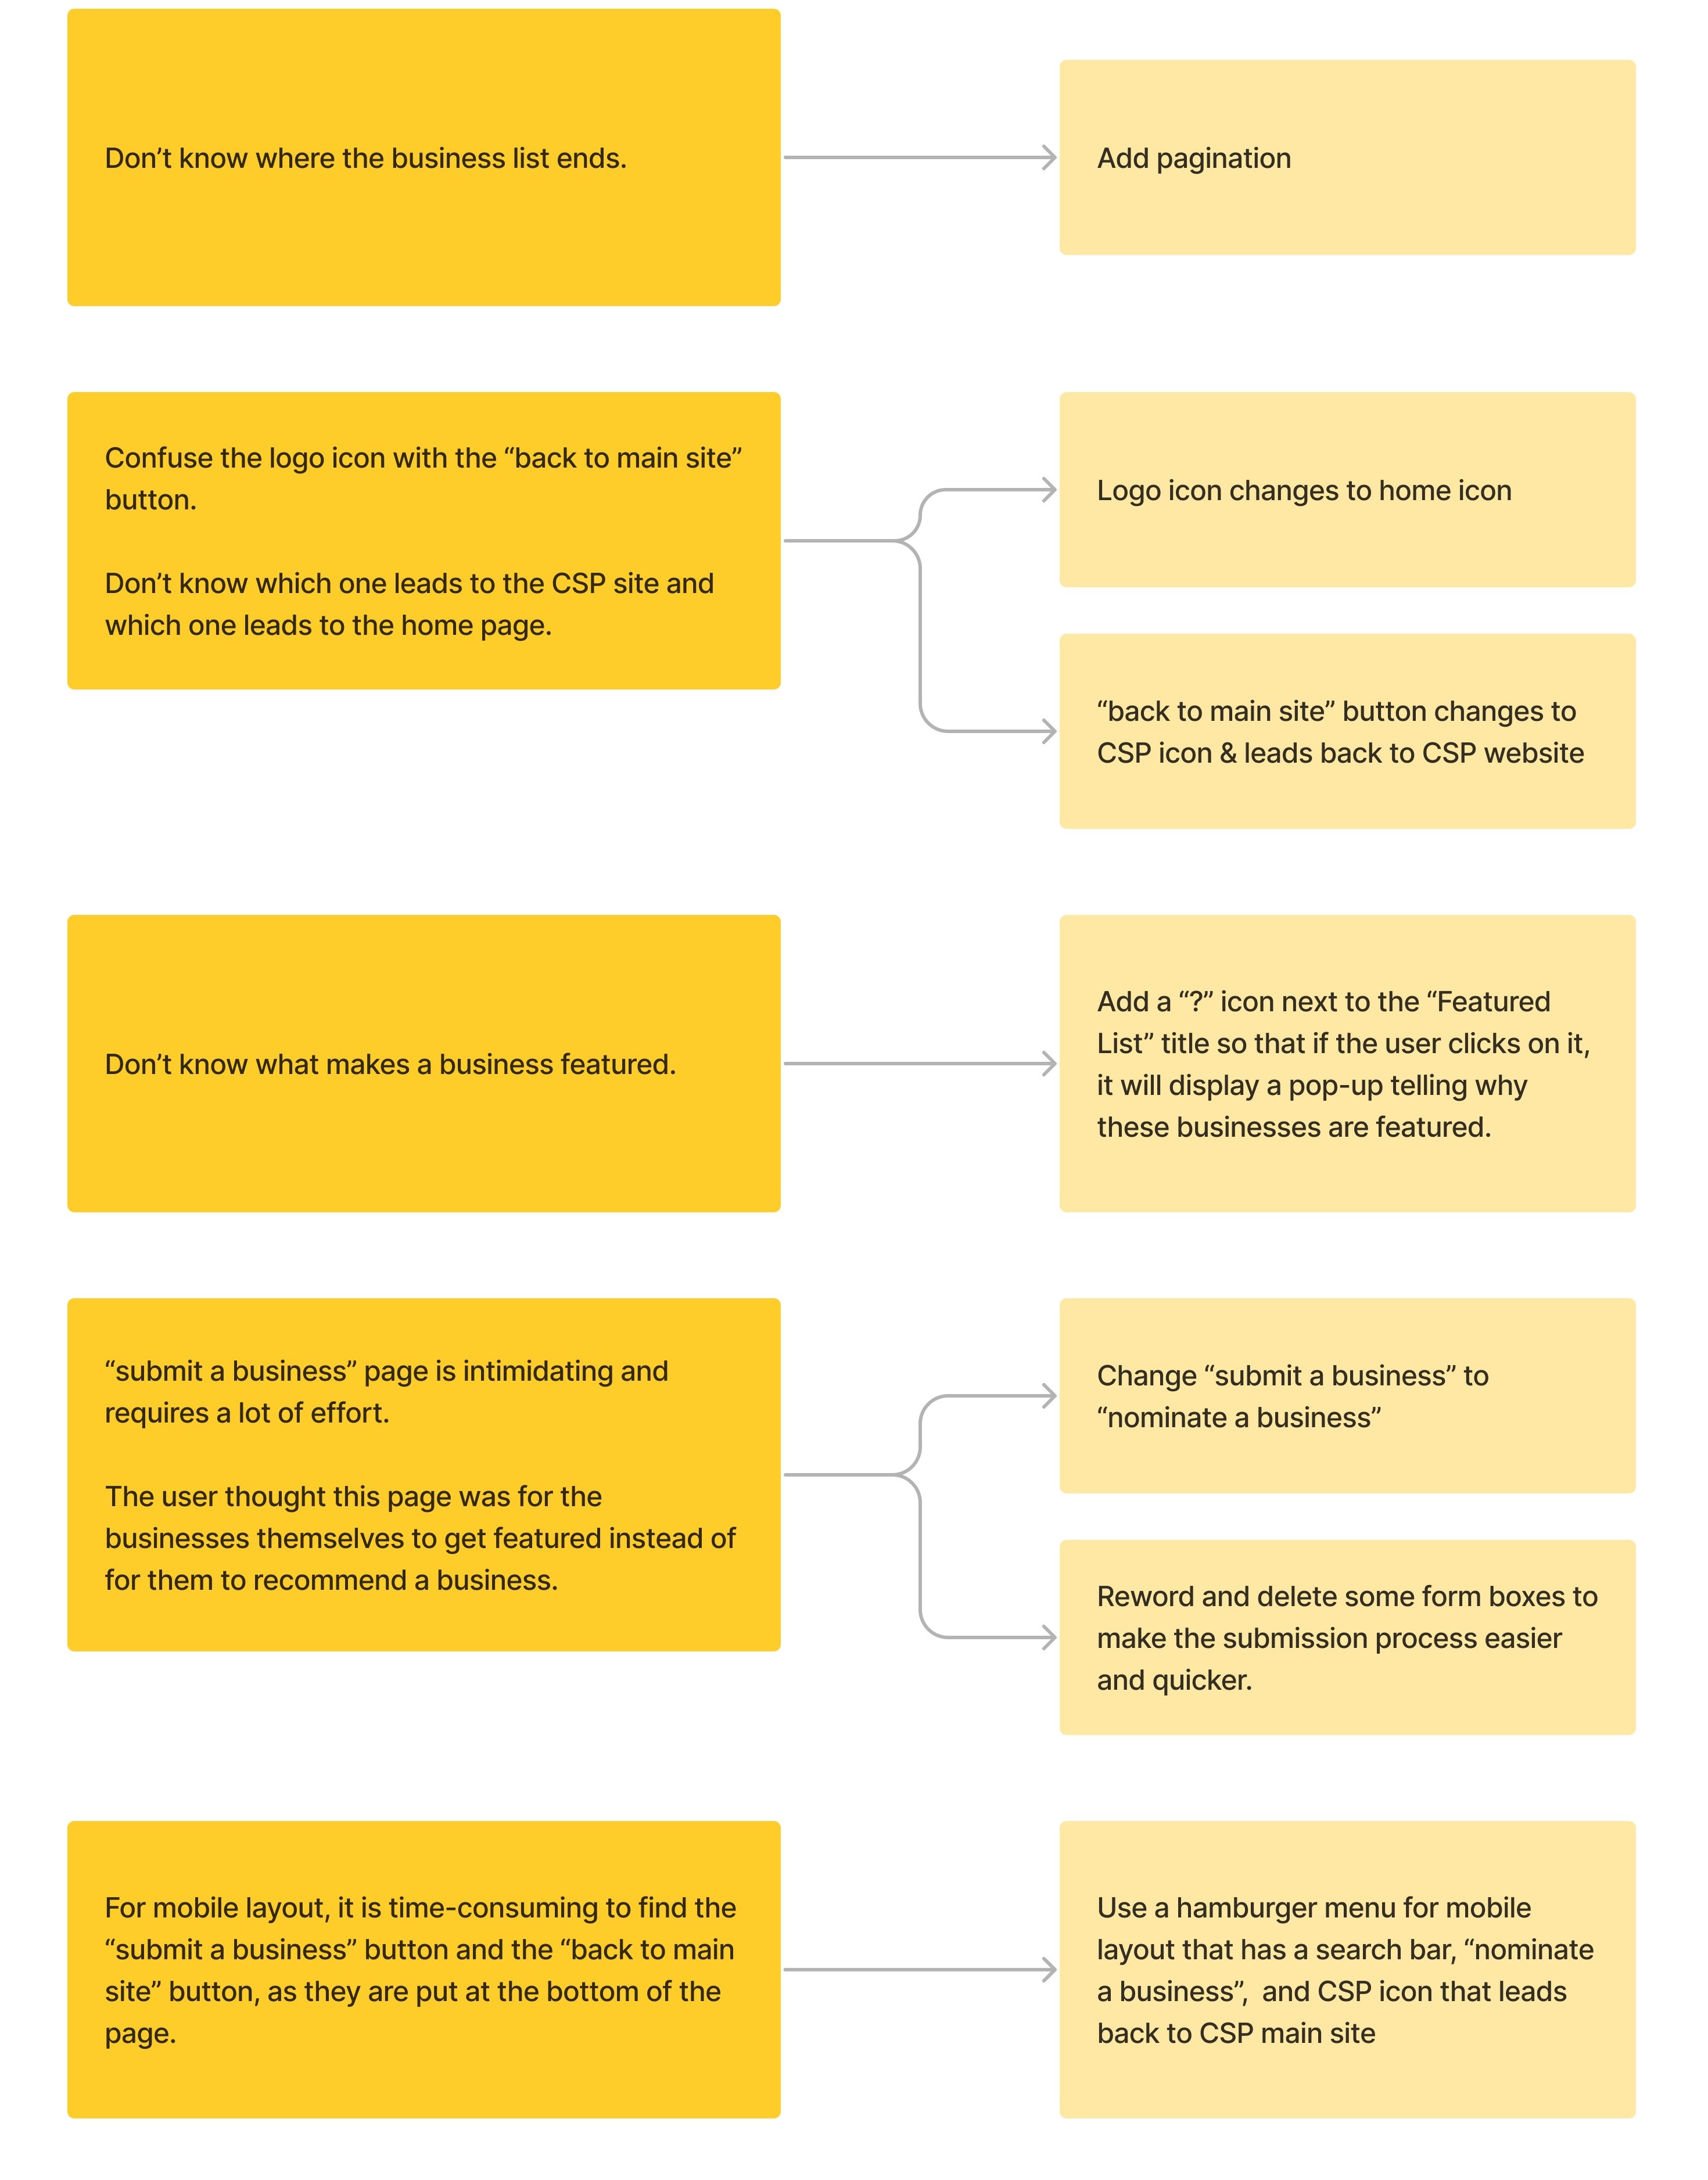 Don’t know where the business list ends.
Add pagination
Confuse the logo icon with the “back to main site”
button.
Don’t know which one leads to the CSP site and
which one leads to the home page.
Logo icon changes to home icon
“back to main site” button changes to
CSP icon & leads back to CSP website
Don’t know what makes a business featured.
Add a “?” icon next to the “Featured
List” title so that if the user clicks on it,
it will display a pop-up telling why
these businesses are featured.
“submit a business” page is intimidating and
requires a lot of effort.
The user thought this page was for the
businesses themselves to get featured instead of
for them to recommend a business.
Change “submit a business” to
“nominate a business”
Reword and delete some form boxes to
make the submission process easier
and quicker.
For mobile layout, it is time-consuming to find the
“submit a business” button and the “back to main
site” button, as they are put at the bottom of the
page.
Use a hamburger menu for mobile
layout that has a search bar, “nominate
a business”,  and CSP icon that leads
back to CSP main site